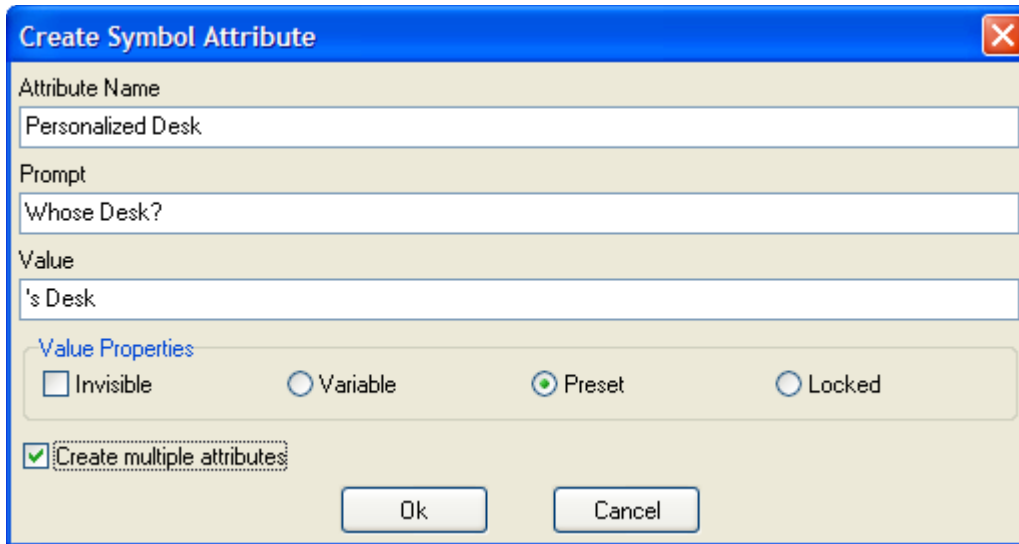 Create Symbol Attribute
Attribute Name
Personalized Desk
Prompt
Whose Desk?
Value
's Desk
Value Properties
Invisible Variable Preset Locked
Create multiple attributes
Ok Cancel